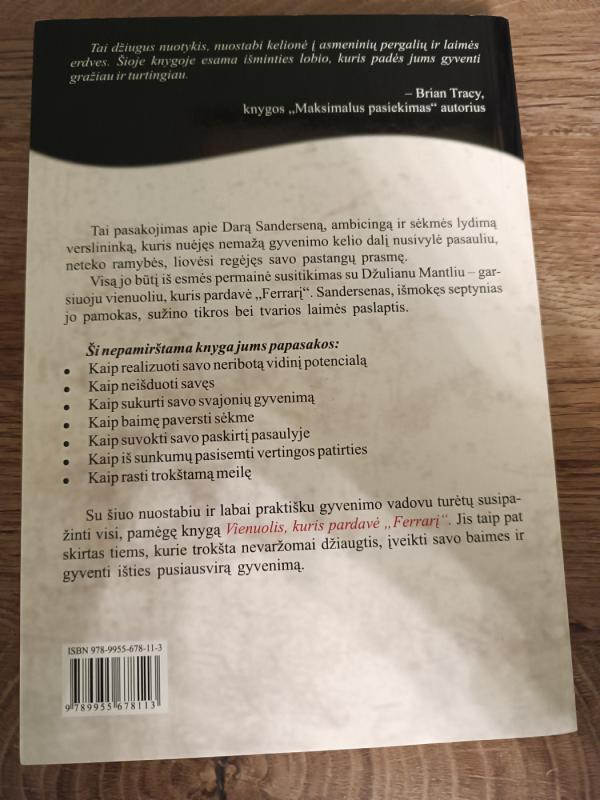 Tai džiugus nuotykis, nuostabi kelionė į asmeninių pergalių ir laimės
erdves. Šioje knygoje esama išminties lobio, kuris padės jums gyventi
gražiau ir turtingiau.
– Brian Tracy,
knygos „Maksimalus pasiekimas“ autorius
Tai pasakojimas apie Darą Sanderseną, ambicingą ir sėkmės lydimą
verslininką, kuris nuėjęs nemažą gyvenimo kelio dalį nusivylė pasauliu,
neteko ramybės, liovėsi regėjęs savo pastangų prasmę.
Visą jo būtį iš esmės permainė susitikimas su Džulianu Mantliu – gar-
siuoju vienuoliu, kuris pardavė „Ferrarį“. Sandersenas, išmokęs septynias
jo pamokas, sužino tikros bei tvarios laimės paslaptis.
Ši nepamirštama knyga jums papasakos:
• Kaip realizuoti savo neribotą vidinį potencialą
• Kaip neišduoti savęs
• Kaip sukurti savo svajonių gyvenimą
• Kaip baimę paversti sėkme
• Kaip suvokti savo paskirtį pasaulyje
• Kaip iš sunkumų pasisemti vertingos patirties
• Kaip rasti trokštamą meilę
Su šiuo nuostabiu ir labai praktišku gyvenimo vadovu turėtų susipa-
žinti visi, pamėgę knygą Vienuolis, kuris pardavė „Ferrarį“. Jis taip pat
skirtas tiems, kurie trokšta nevaržomai džiaugtis, įveikti savo baimes ir
gyventi išties pusiausvirą gyvenimą.
ISBN 978-9955-678-11-3
9 789955 678113